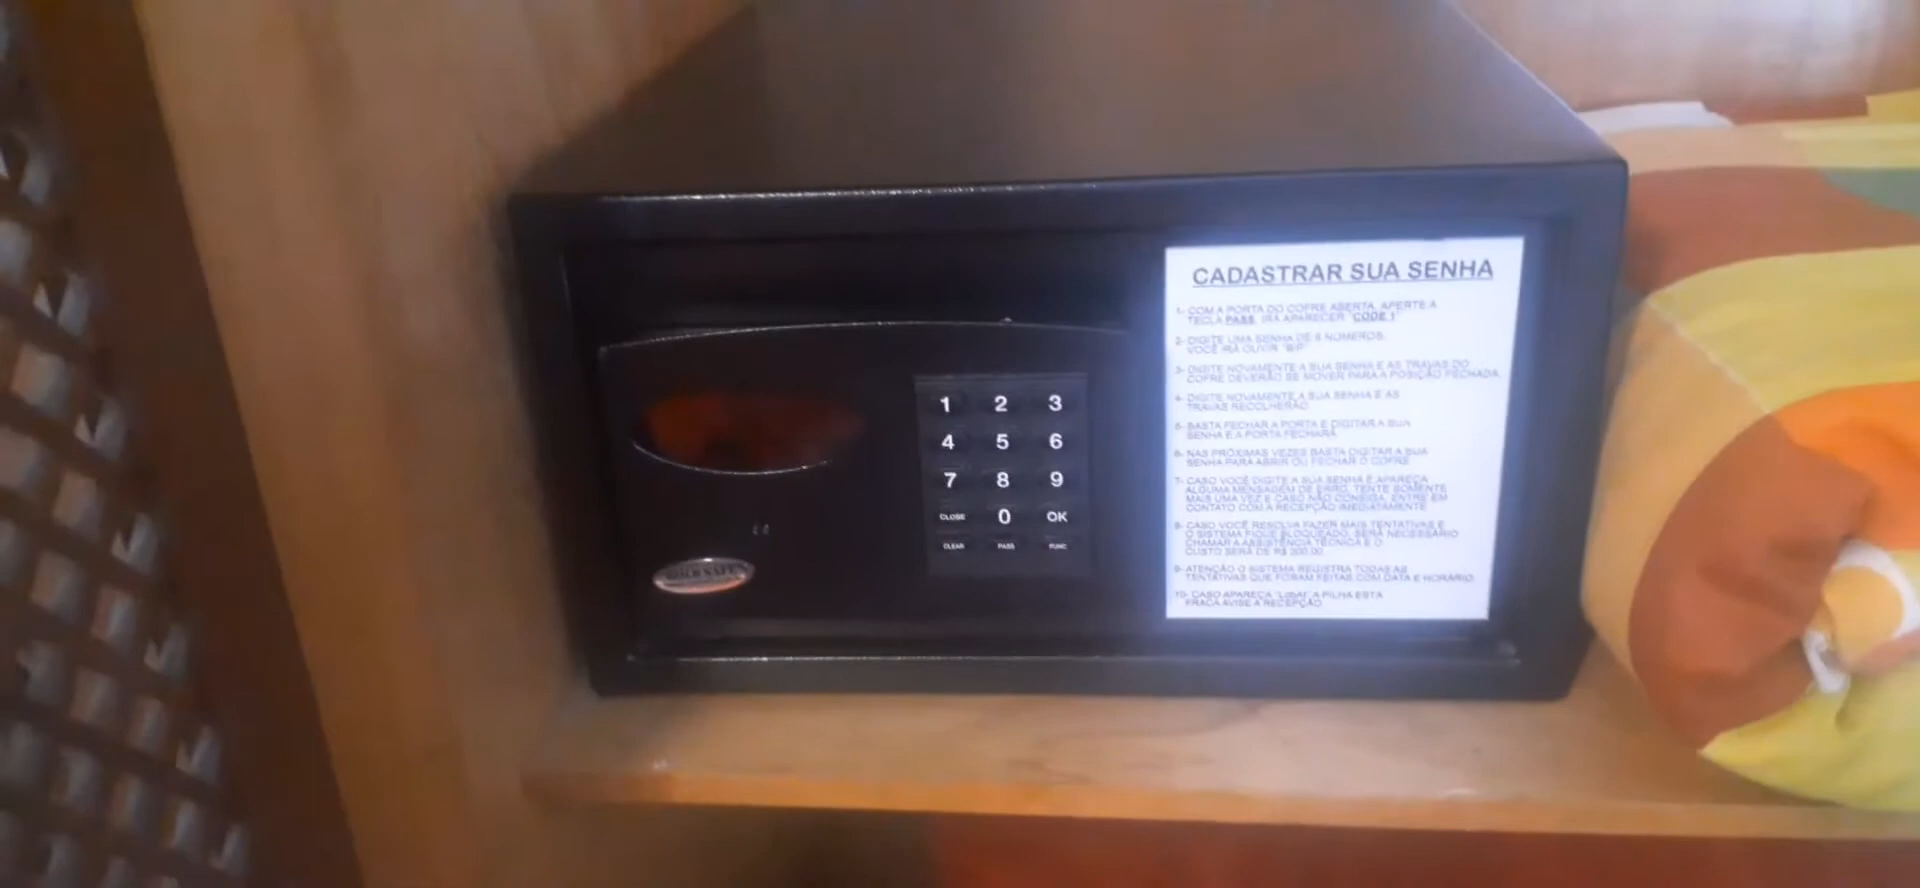 1 2 3
4 5 6
7 8 9
CLOSE 0 OK
CLEAR PASS FUNC
CADASTRAR SUA SENHA
1- COM A PORTA DO COFRE ABERTA, APERTE A
TECLA PASS, IRÁ APARECER "CODE 1"
2- DIGITE UMA SENHA DE 6 NÚMEROS.
VOCÊ IRÁ OUVIR "BIP"
3- DIGITE NOVAMENTE A SUA SENHA E AS TRAVAS DO
COFRE DEVERÃO SE MOVER PARA A POSIÇÃO FECHADA.
4- DIGITE NOVAMENTE A SUA SENHA E AS
TRAVAS RECOLHERÃO
5- BASTA FECHAR A PORTA E DIGITAR A SUA
SENHA E A PORTA FECHARÁ
6- NAS PRÓXIMAS VEZES BASTA DIGITAR A SUA
SENHA PARA ABRIR OU FECHAR O COFRE
7- CASO VOCÊ DIGITE A SUA SENHA E APAREÇA
ALGUMA MENSAGEM DE ERRO, TENTE SOMENTE
MAIS UMA VEZ E CASO NÃO CONSIGA, ENTRE EM
CONTATO COM A RECEPÇÃO IMEDIATAMENTE
8- CASO VOCÊ RESOLVA FAZER MAIS TENTATIVAS E
O SISTEMA FIQUE BLOQUEADO, SERÁ NECESSÁRIO
CHAMAR A ASSISTÊNCIA TÉCNICA E O
CUSTO SERÁ DE R$ 300,00
9- ATENÇÃO O SISTEMA REGISTRA TODAS AS
TENTATIVAS QUE FORAM FEITAS COM DATA E HORÁRIO.
10- CASO APAREÇA "Lobat" A PILHA ESTÁ
FRACA AVISE A RECEPÇÃO